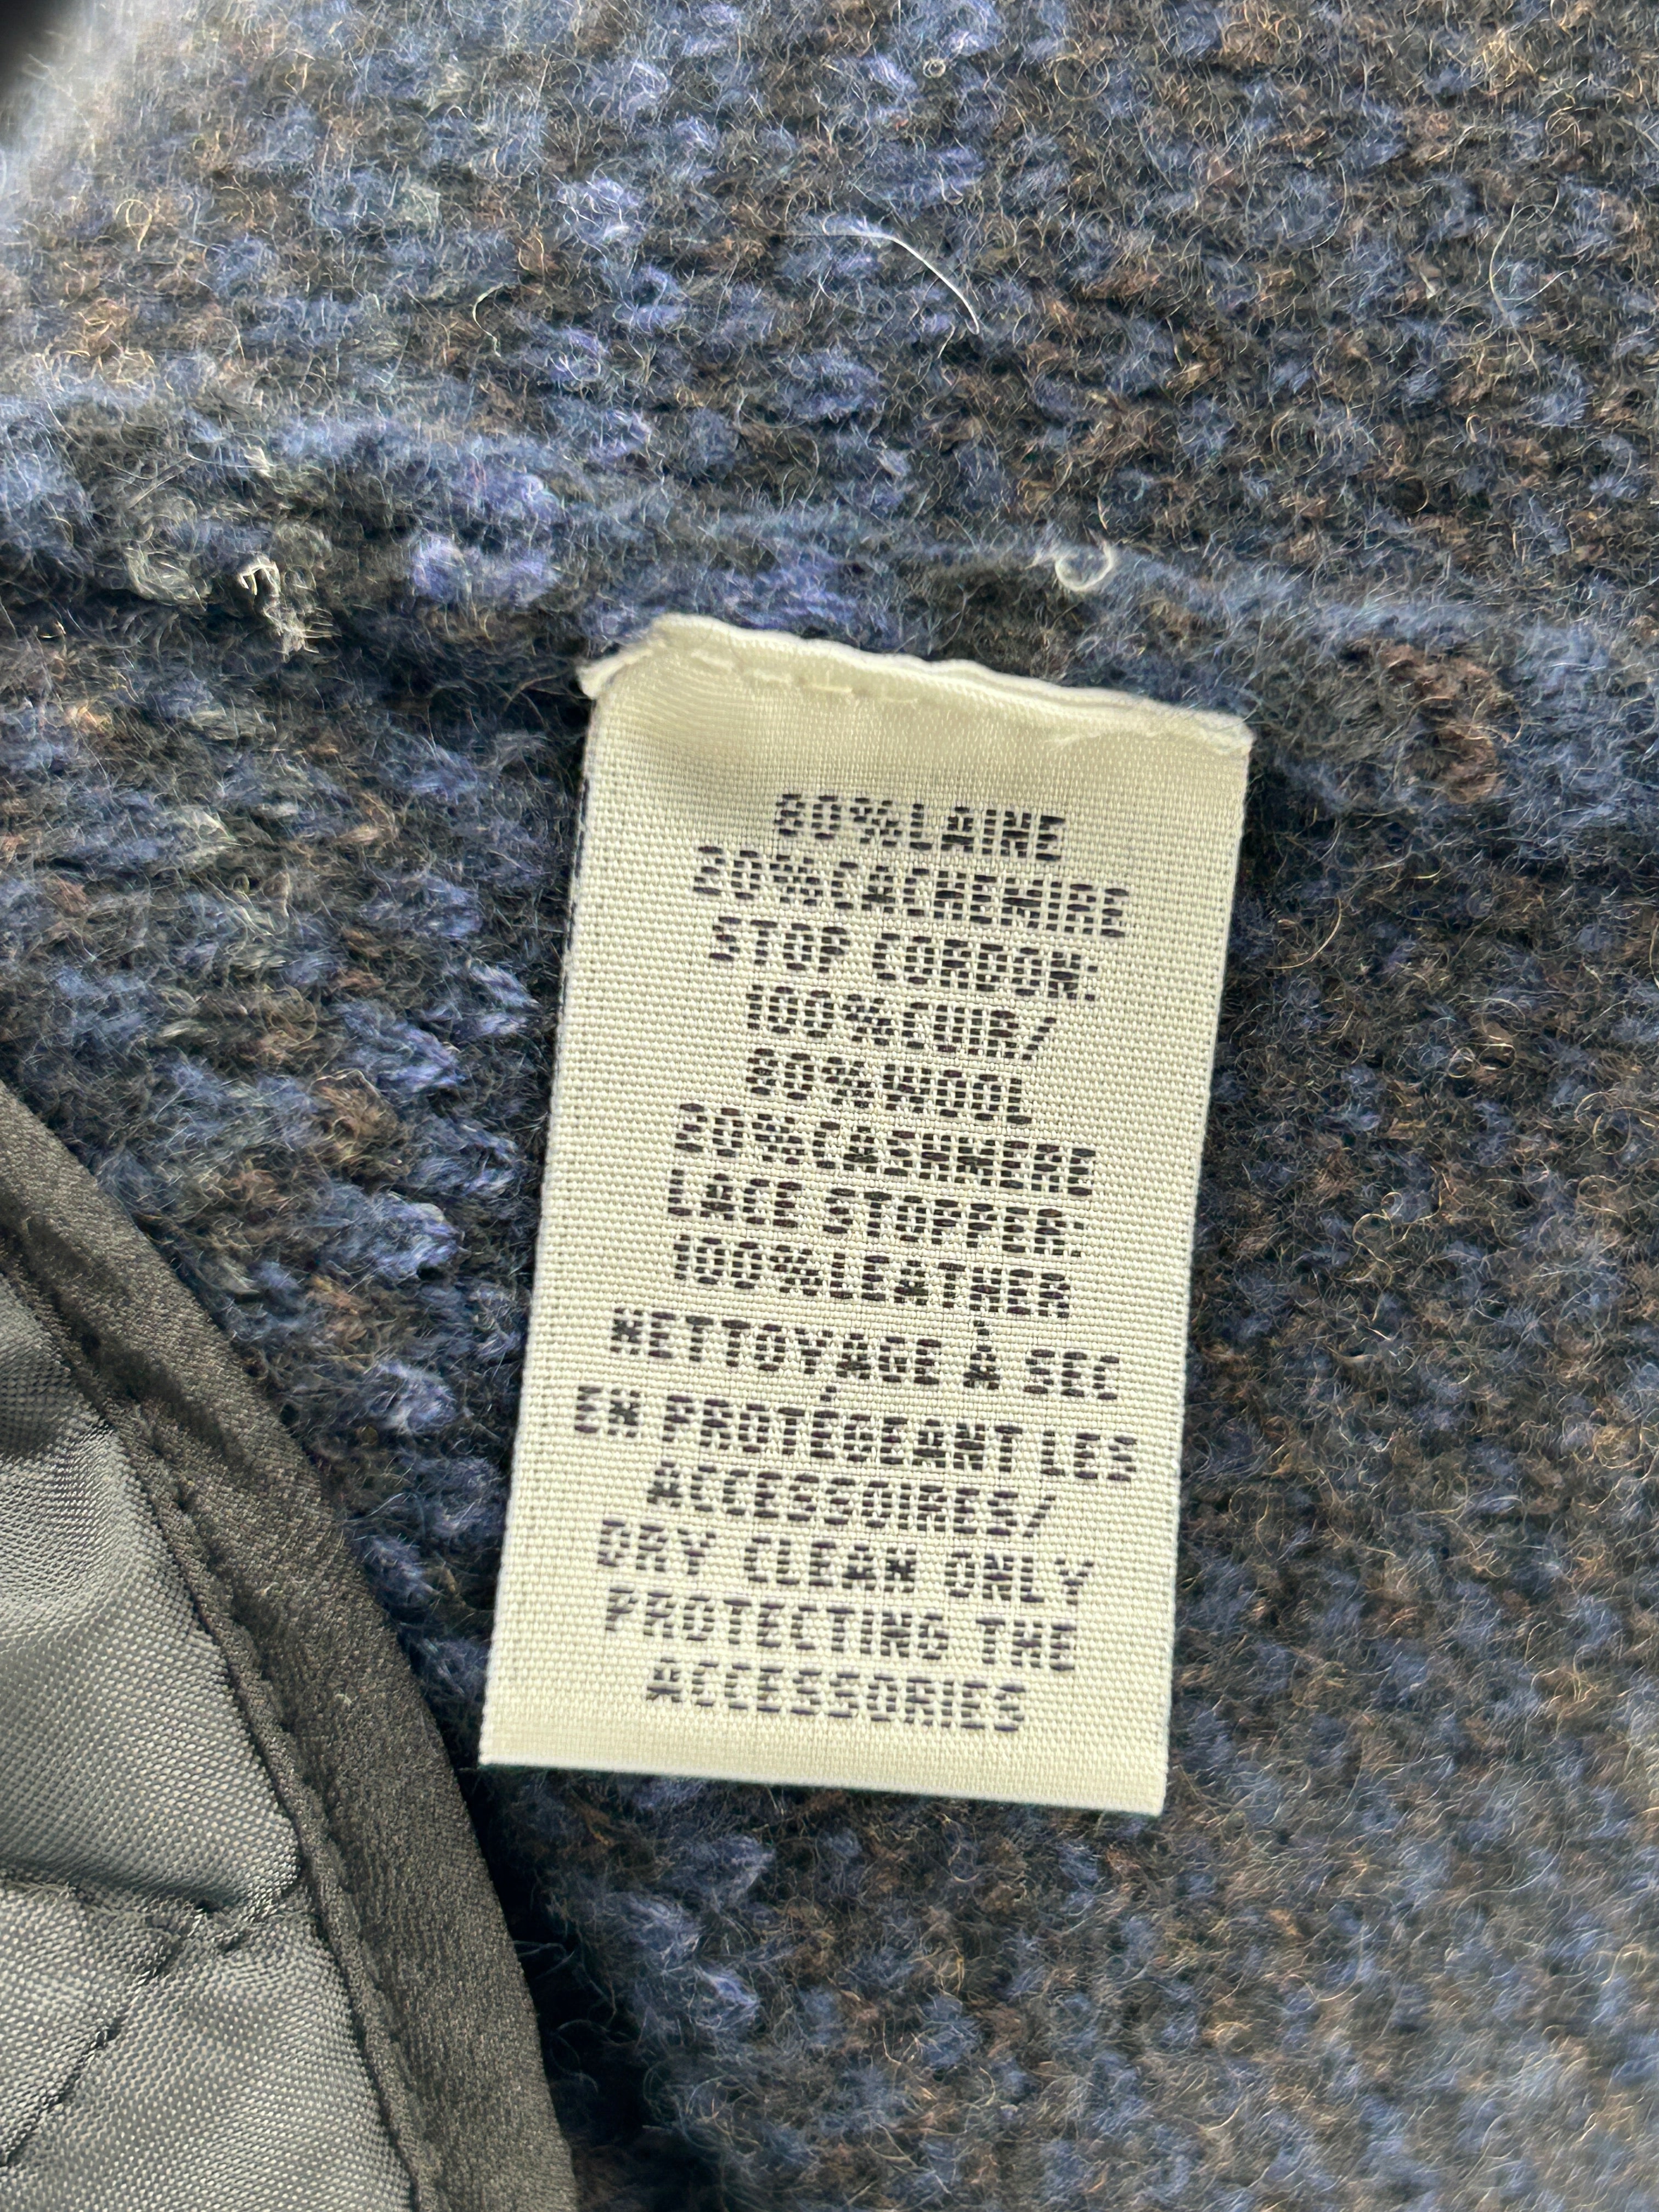 80%LAINE
20%CACHEMIRE
STOP CORDON:
100%CUIR/
80%WOOL
20%CASHMERE
LACE STOPPER:
100%LEATHER
NETTOYAGE À SEC
EN PROTÉGEANT LES
ACCESSOIRES/
DRY CLEAN ONLY
PROTECTING THE
ACCESSORIES